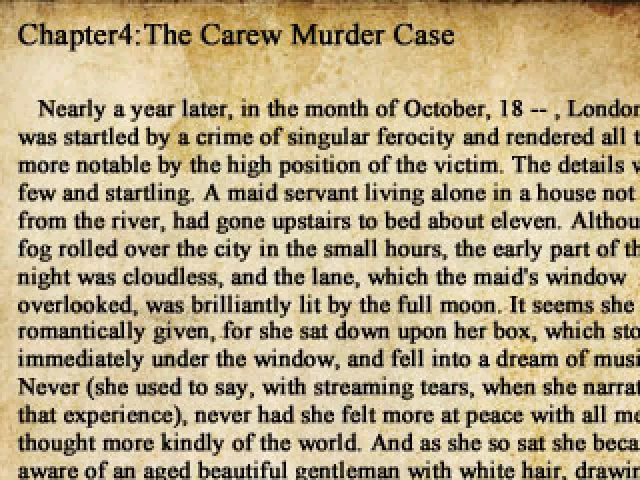 Chapter4:The Carew Murder Case
Nearly a year later, in the month of October, 18 -- , London
was startled by a crime of singular ferocity and rendered all
more notable by the high position of the victim. The details
few and startling. A maid servant living alone in a house not
from the river, had gone upstairs to bed about eleven.
fog rolled over the city in the small hours, the early part of
night was cloudless, and the lane, which the maid's window
overlooked, was brilliantly lit by the full moon. It seems she
romantically given, for she sat down upon her box, which
immediately under the window, and fell into a dream of
Never (she used to say, with streaming tears, when she
that experience), never had she felt more at peace with all
thought more kindly of the world. And as she so sat she
aware of an aged beautiful gentleman with white hair,